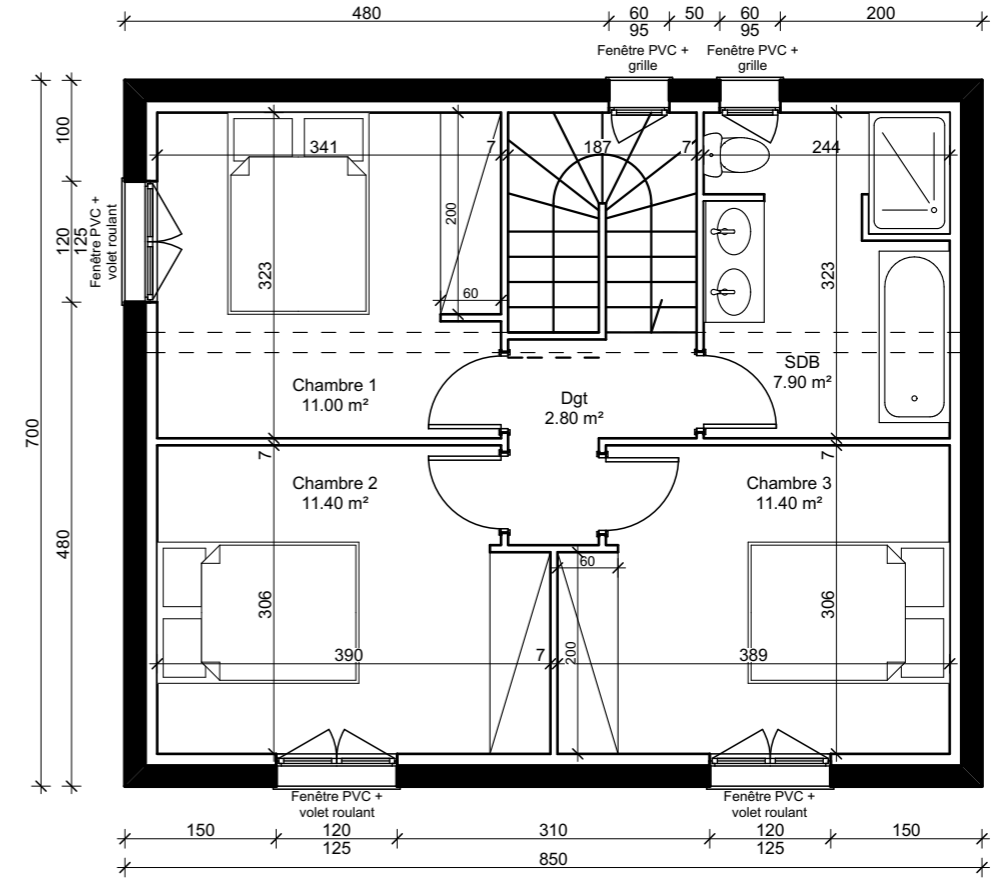 480
60
50
60
200
95
95
Fenêtre PVC +
grille
Fenêtre PVC +
grille
100
341
7
187
7
244
120
125
Fenêtre PVC +
volet roulant
200
323
323
60
Chambre 1
11.00 m²
SDB
7.90 m²
Dgt
2.80 m²
700
7
7
Chambre 2
11.40 m²
Chambre 3
11.40 m²
480
60
306
306
200
390
7
389
Fenêtre PVC +
volet roulant
Fenêtre PVC +
volet roulant
150
120
310
120
150
125
125
850